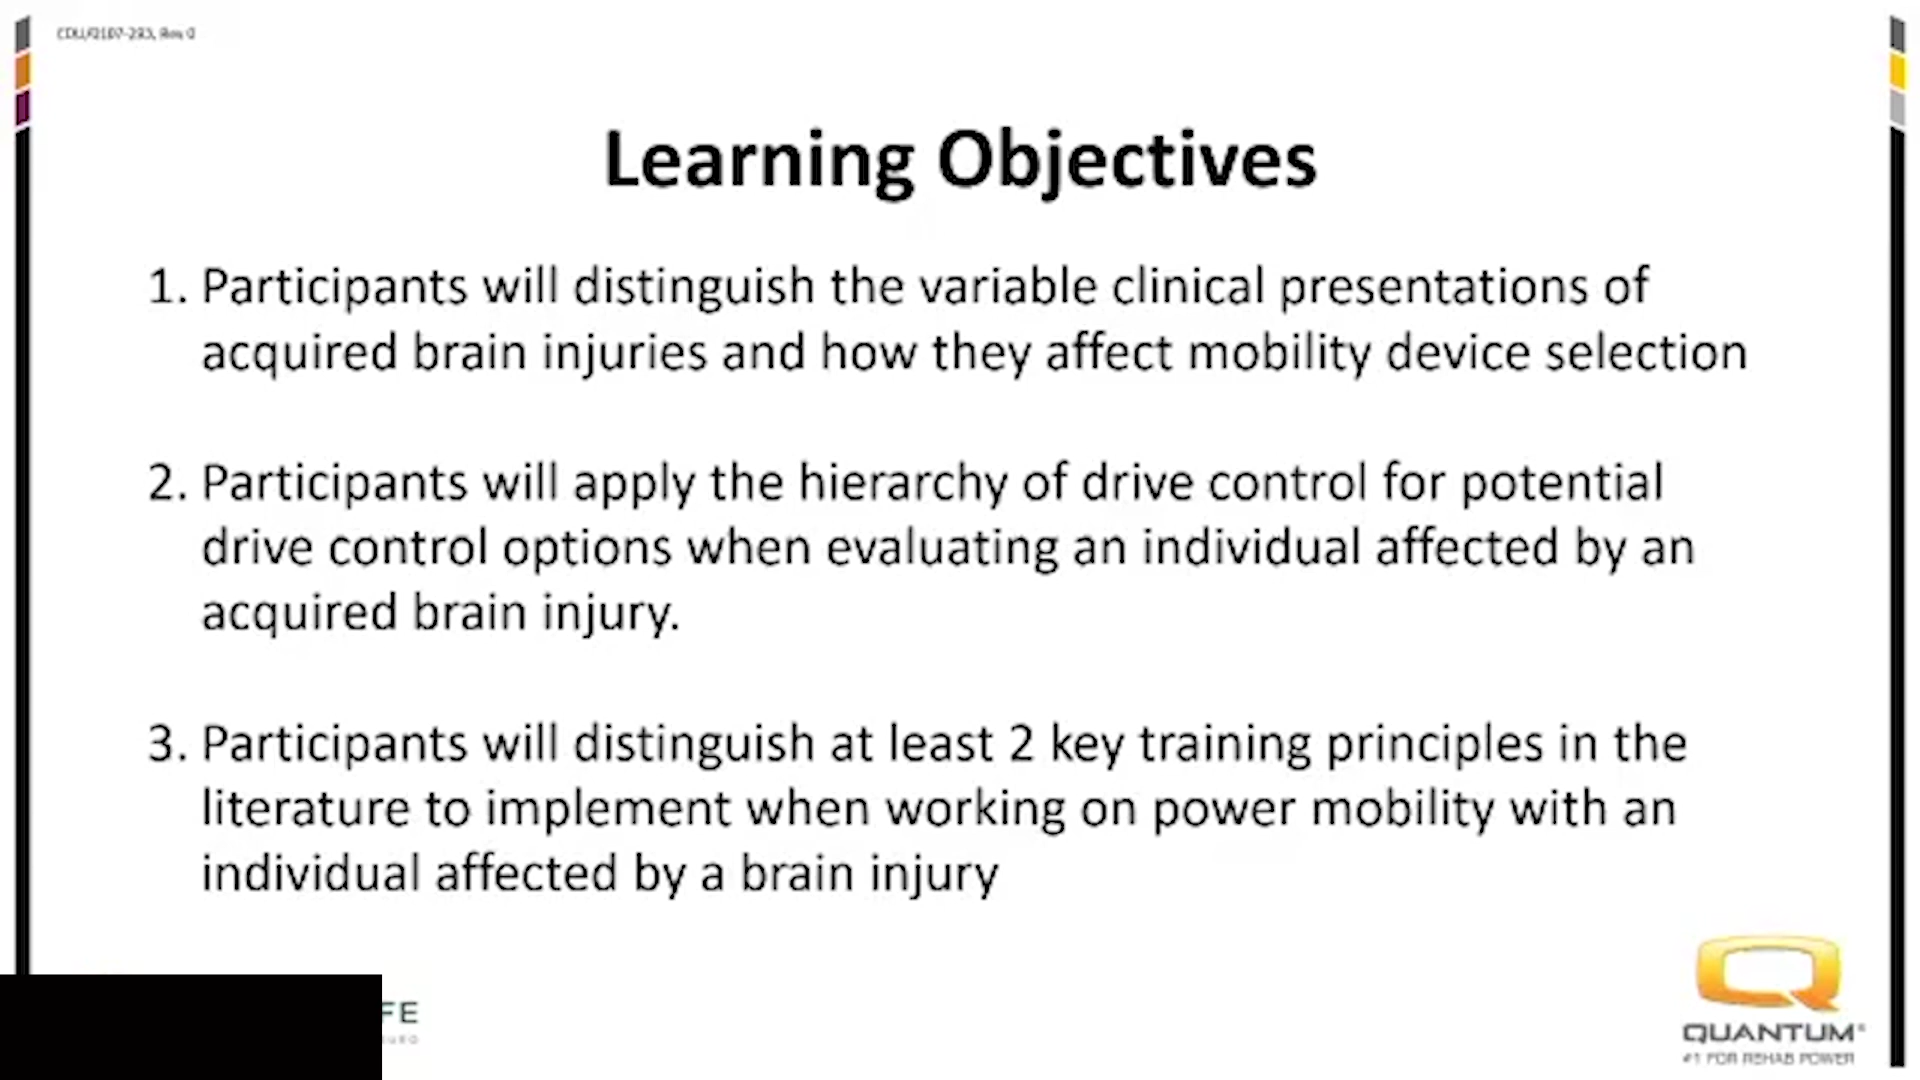 Learning Objectives
1. Participants will distinguish the variable clinical presentations of
acquired brain injuries and how they affect mobility device selection
2. Participants will apply the hierarchy of drive control for potential
drive control options when evaluating an individual affected by an
acquired brain injury.
3. Participants will distinguish at least 2 key training principles in the
literature to implement when working on power mobility with an
individual affected by a brain injury
FE
QUANTUM®
#1 FOR REHAB POWER